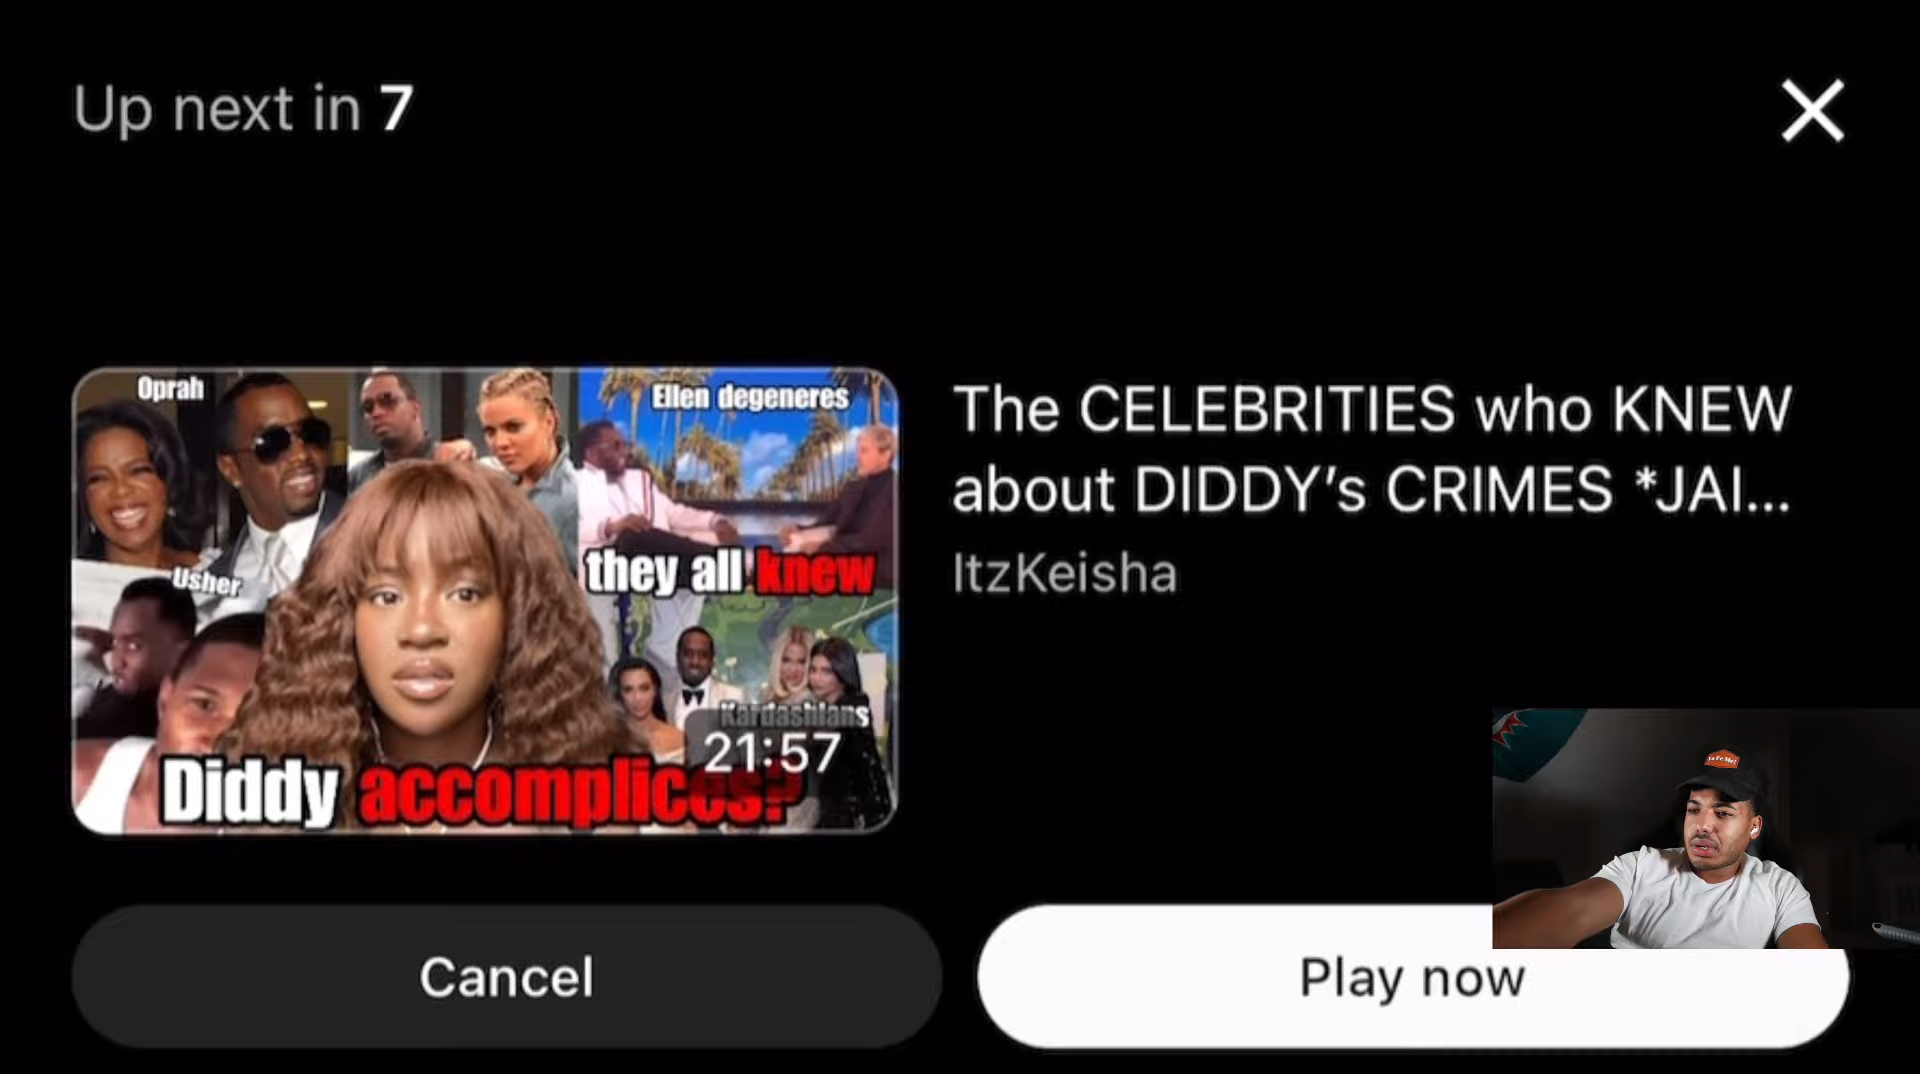 Up next in 7
Oprah
Ellen degeneres
they all knew
Usher
Kardashians
21:57
Diddy accomplices?
The CELEBRITIES who KNEW
about DIDDY's CRIMES *JAI...
ItzKeisha
Cancel
Play now